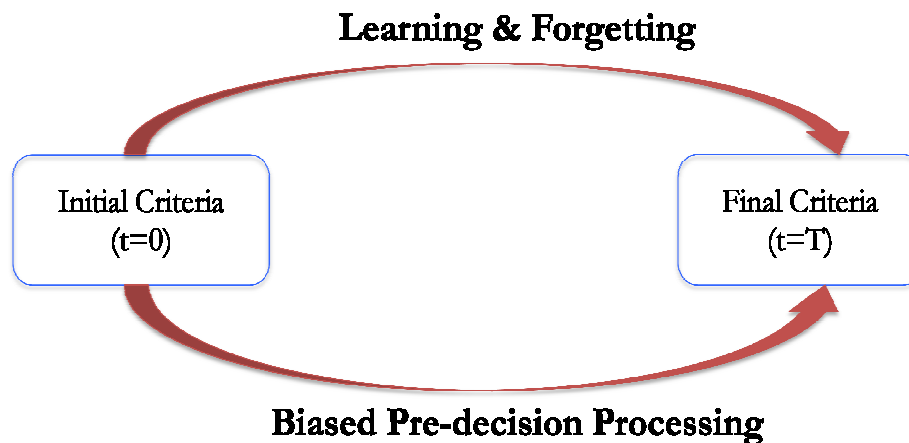 Learning & Forgetting
Initial Criteria
(t=0)
Final Criteria
(t=T)
Biased Pre-decision Processing